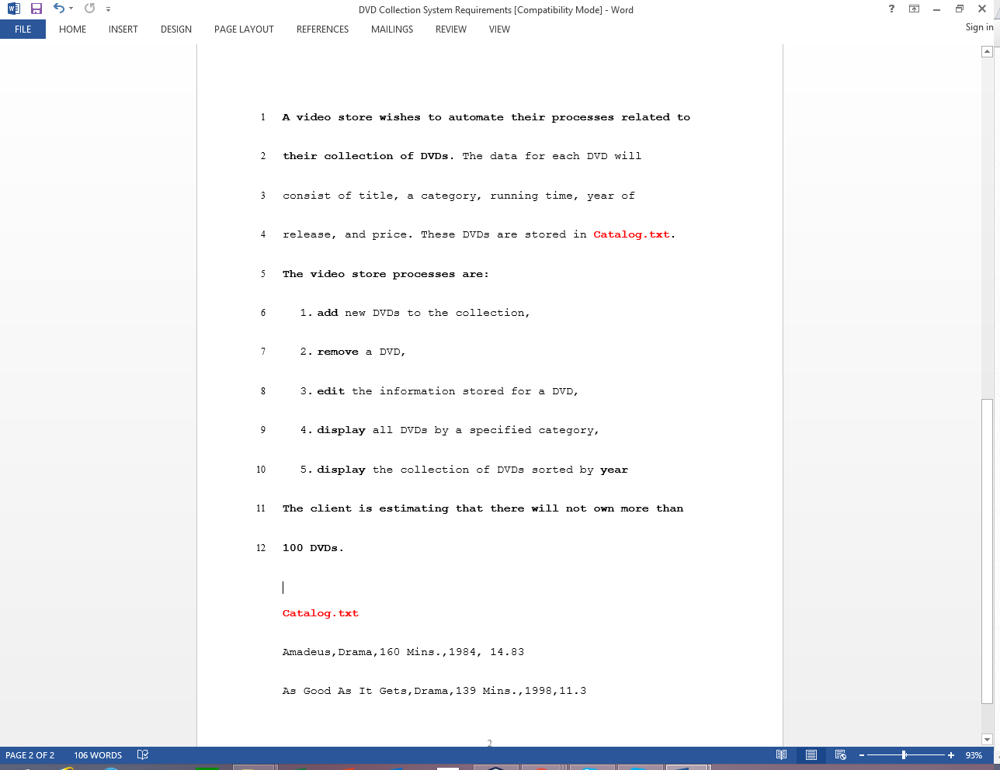 DVD Collection System Requirements [Compatibility Mode] - Word
FILE HOME INSERT DESIGN PAGE LAYOUT REFERENCES MAILINGS REVIEW VIEW Sign in
1 A video store wishes to automate their processes related to
2 their collection of DVDs. The data for each DVD will
3 consist of title, a category, running time, year of
4 release, and price. These DVDs are stored in Catalog.txt.
5 The video store processes are:
6 1. add new DVDs to the collection,
7 2. remove a DVD,
8 3. edit the information stored for a DVD,
9 4. display all DVDs by a specified category,
10 5. display the collection of DVDs sorted by year
11 The client is estimating that there will not own more than
12 100 DVDs.
Catalog.txt
Amadeus,Drama,160 Mins.,1984, 14.83
As Good As It Gets,Drama,139 Mins.,1998,11.3
2
PAGE 2 OF 2 106 WORDS 93%